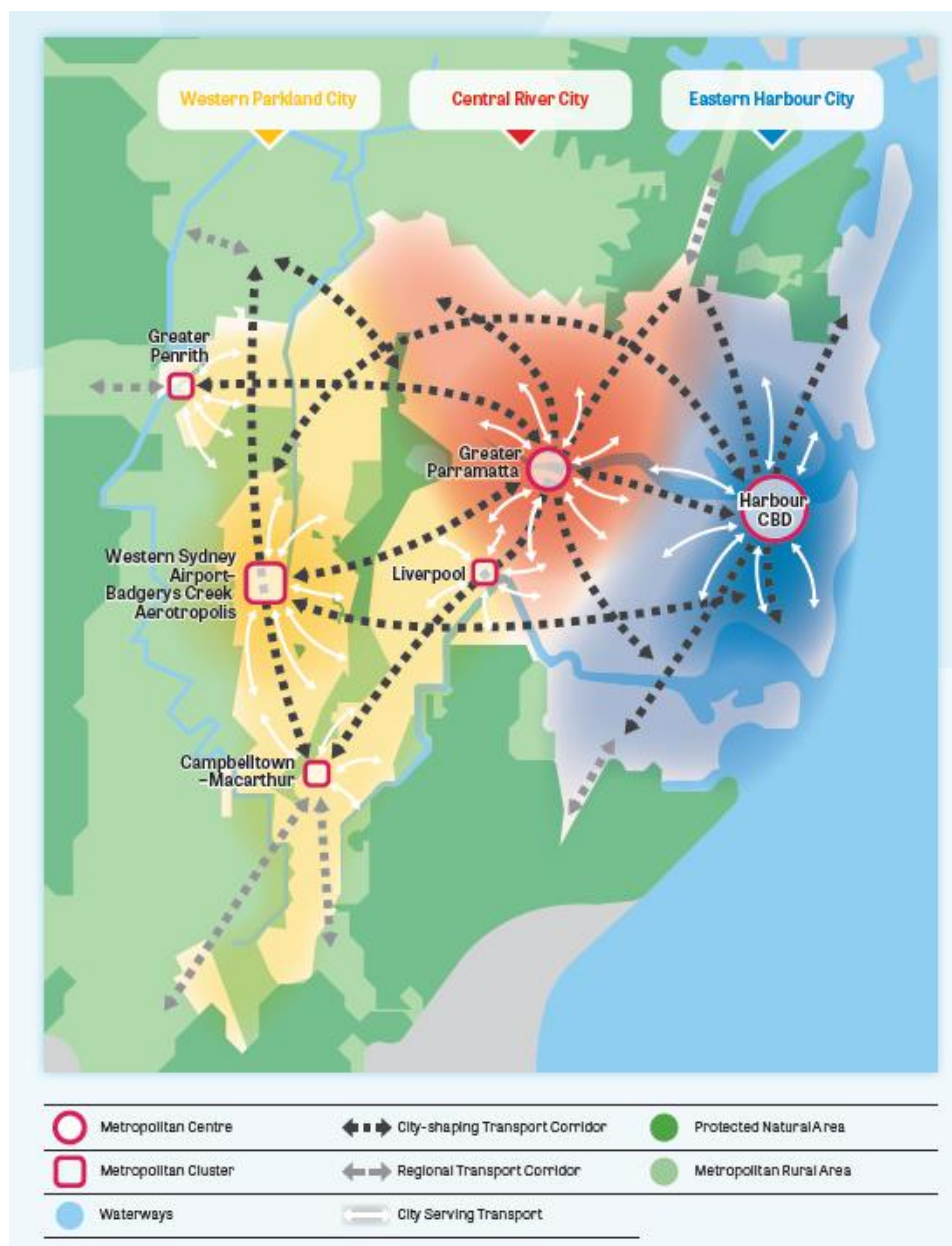 Western Parkland City
Central River City
Eastern Harbour City
Greater
Penrith
Greater
Parramatta
Harbour
CBD
Western Sydney
Airport–
Badgerys Creek
Aerotropolis
Liverpool
Campbelltown
–Macarthur
Metropolitan Centre
City-shaping Transport Corridor
Protected Natural Area
Metropolitan Cluster
Regional Transport Corridor
Metropolitan Rural Area
Waterways
City Serving Transport